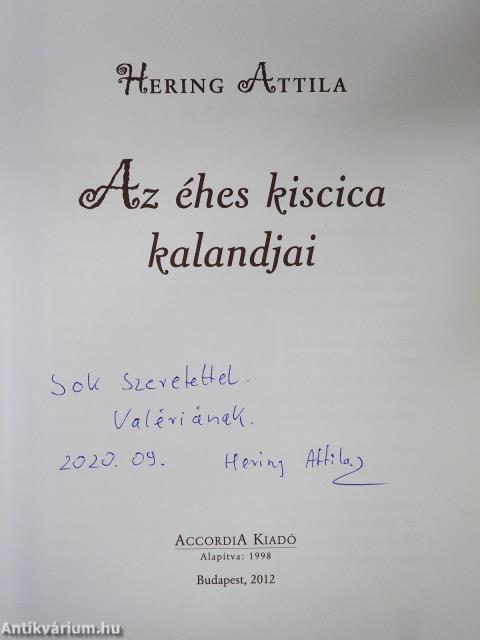 HERING ATTILA
Az éhes kiscica
kalandjai
Sok szeretettel.
Valériának.
2020. 09. Hering Attila
ACCORDIA KIADÓ
Alapítva: 1998
Budapest, 2012
Antikvárium.hu